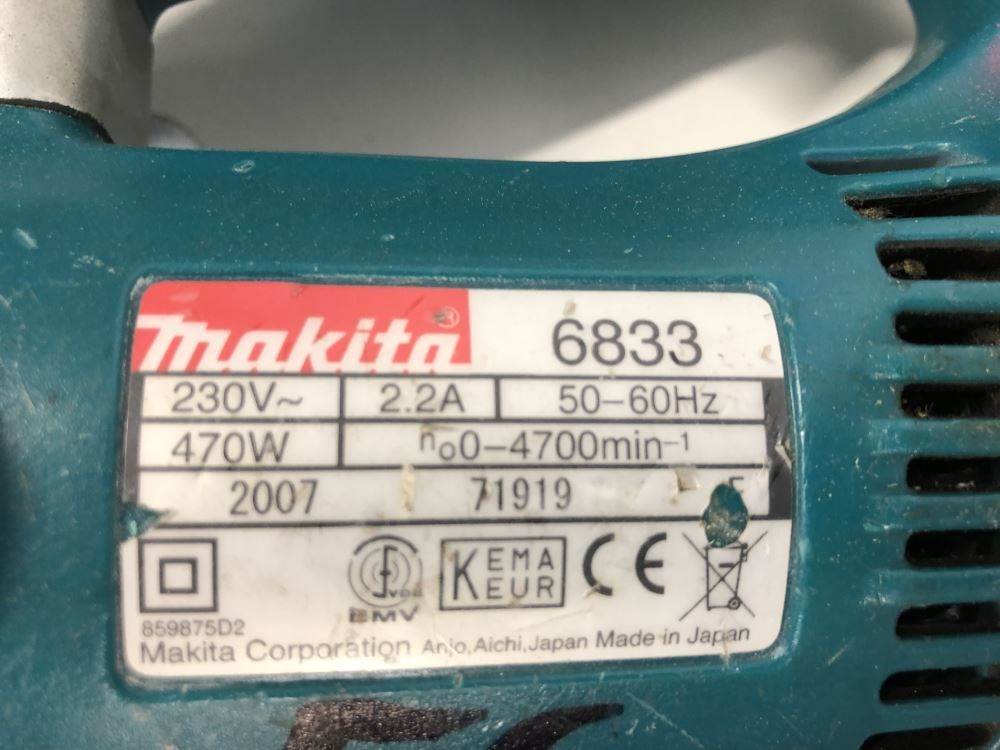 makita® 6833
230V~ 2.2A 50-60Hz
470W n₀0-4700min⁻¹
2007 71919
EMV KEMA KEUR CE
859875D2
Makita Corporation Anjo,Aichi,Japan Made in Japan